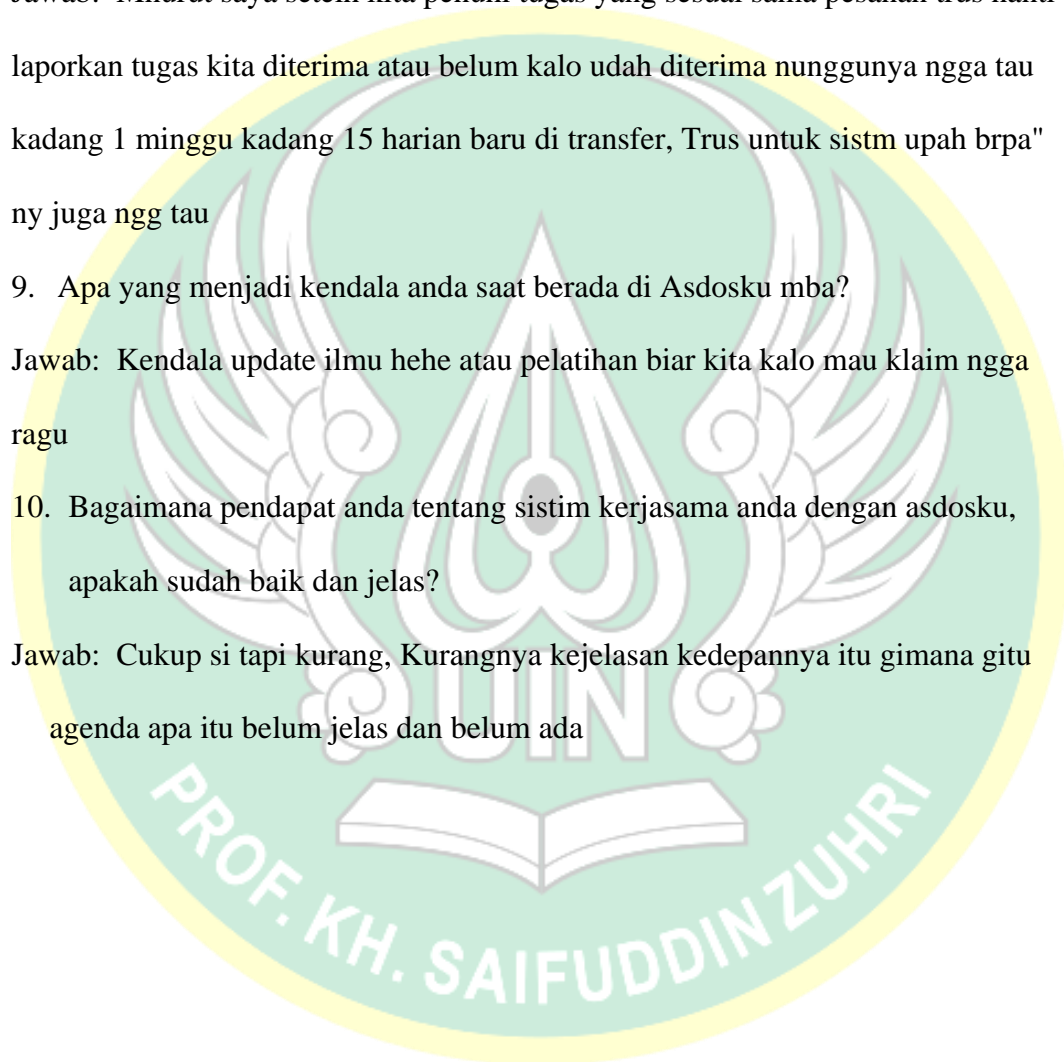 laporkan tugas kita diterima atau belum kalo udah diterima nunggunya ngga tau
kadang 1 minggu kadang 15 harian baru di transfer, Trus untuk sistm upah brpa"
ny juga ngg tau
9. Apa yang menjadi kendala anda saat berada di Asdosku mba?
Jawab: Kendala update ilmu hehe atau pelatihan biar kita kalo mau klaim ngga
ragu
10. Bagaimana pendapat anda tentang sistim kerjasama anda dengan asdosku,
apakah sudah baik dan jelas?
Jawab: Cukup si tapi kurang, Kurangnya kejelasan kedepannya itu gimana gitu
agenda apa itu belum jelas dan belum ada
UIN
PROF. KH. SAIFUDDIN ZUHRI